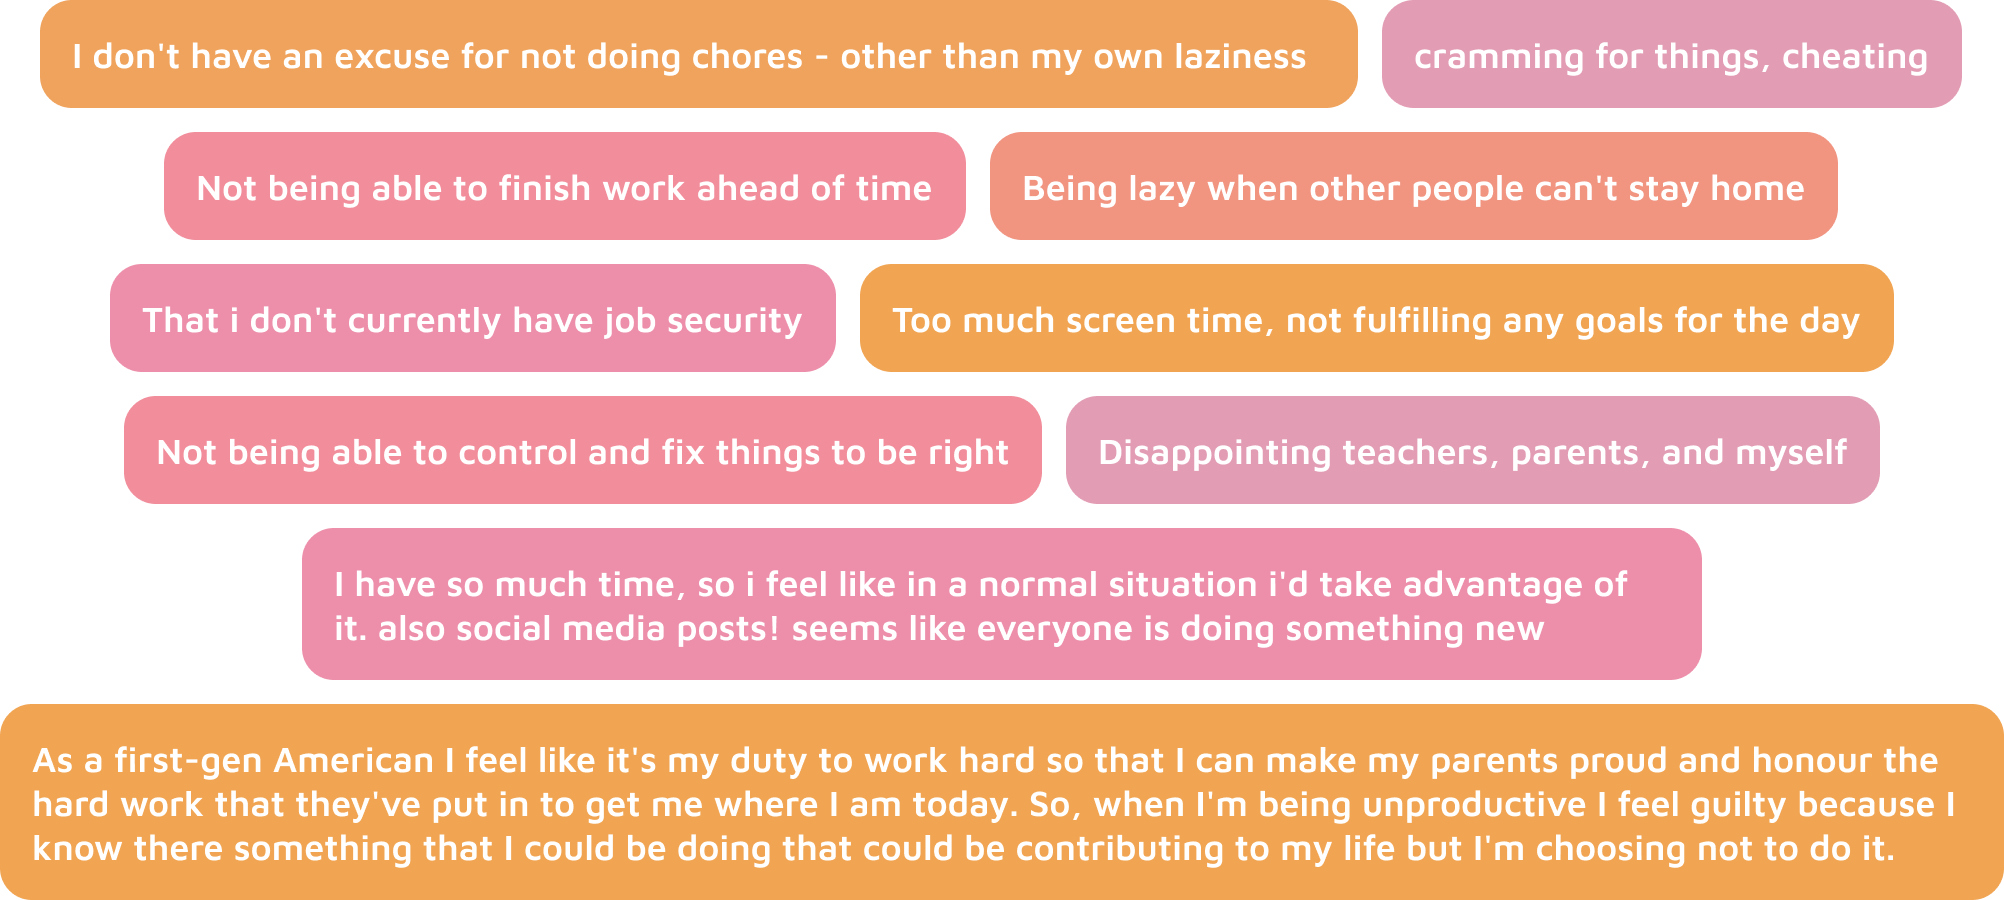 I don't have an excuse for not doing chores - other than my own laziness
cramming for things, cheating
Not being able to finish work ahead of time
Being lazy when other people can't stay home
That i don't currently have job security
Too much screen time, not fulfilling any goals for the day
Not being able to control and fix things to be right
Disappointing teachers, parents, and myself
I have so much time, so i feel like in a normal situation i'd take advantage of
it. also social media posts! seems like everyone is doing something new
As a first-gen American I feel like it's my duty to work hard so that I can make my parents proud and honour the
hard work that they've put in to get me where I am today. So, when I'm being unproductive I feel guilty because I
know there something that I could be doing that could be contributing to my life but I'm choosing not to do it.